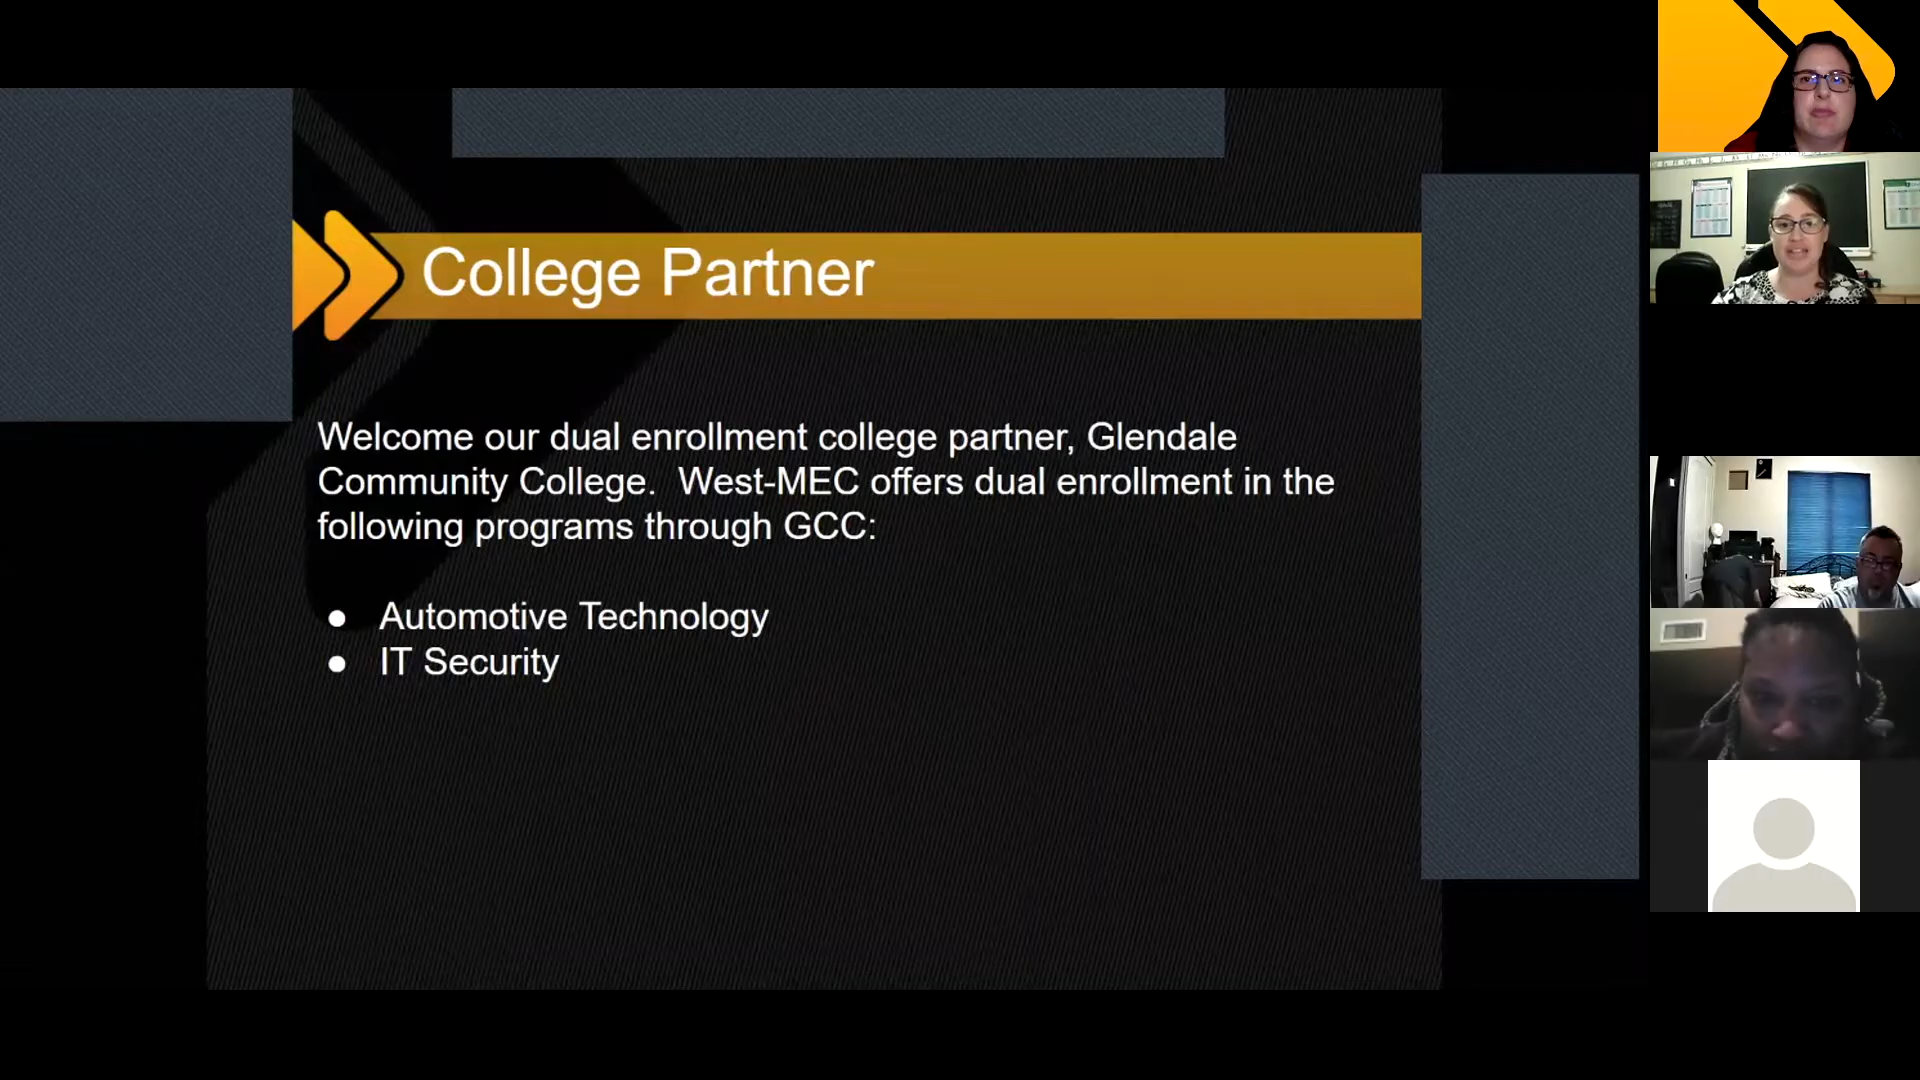 College Partner
Welcome our dual enrollment college partner, Glendale
Community College.  West-MEC offers dual enrollment in the
following programs through GCC:
● Automotive Technology
● IT Security